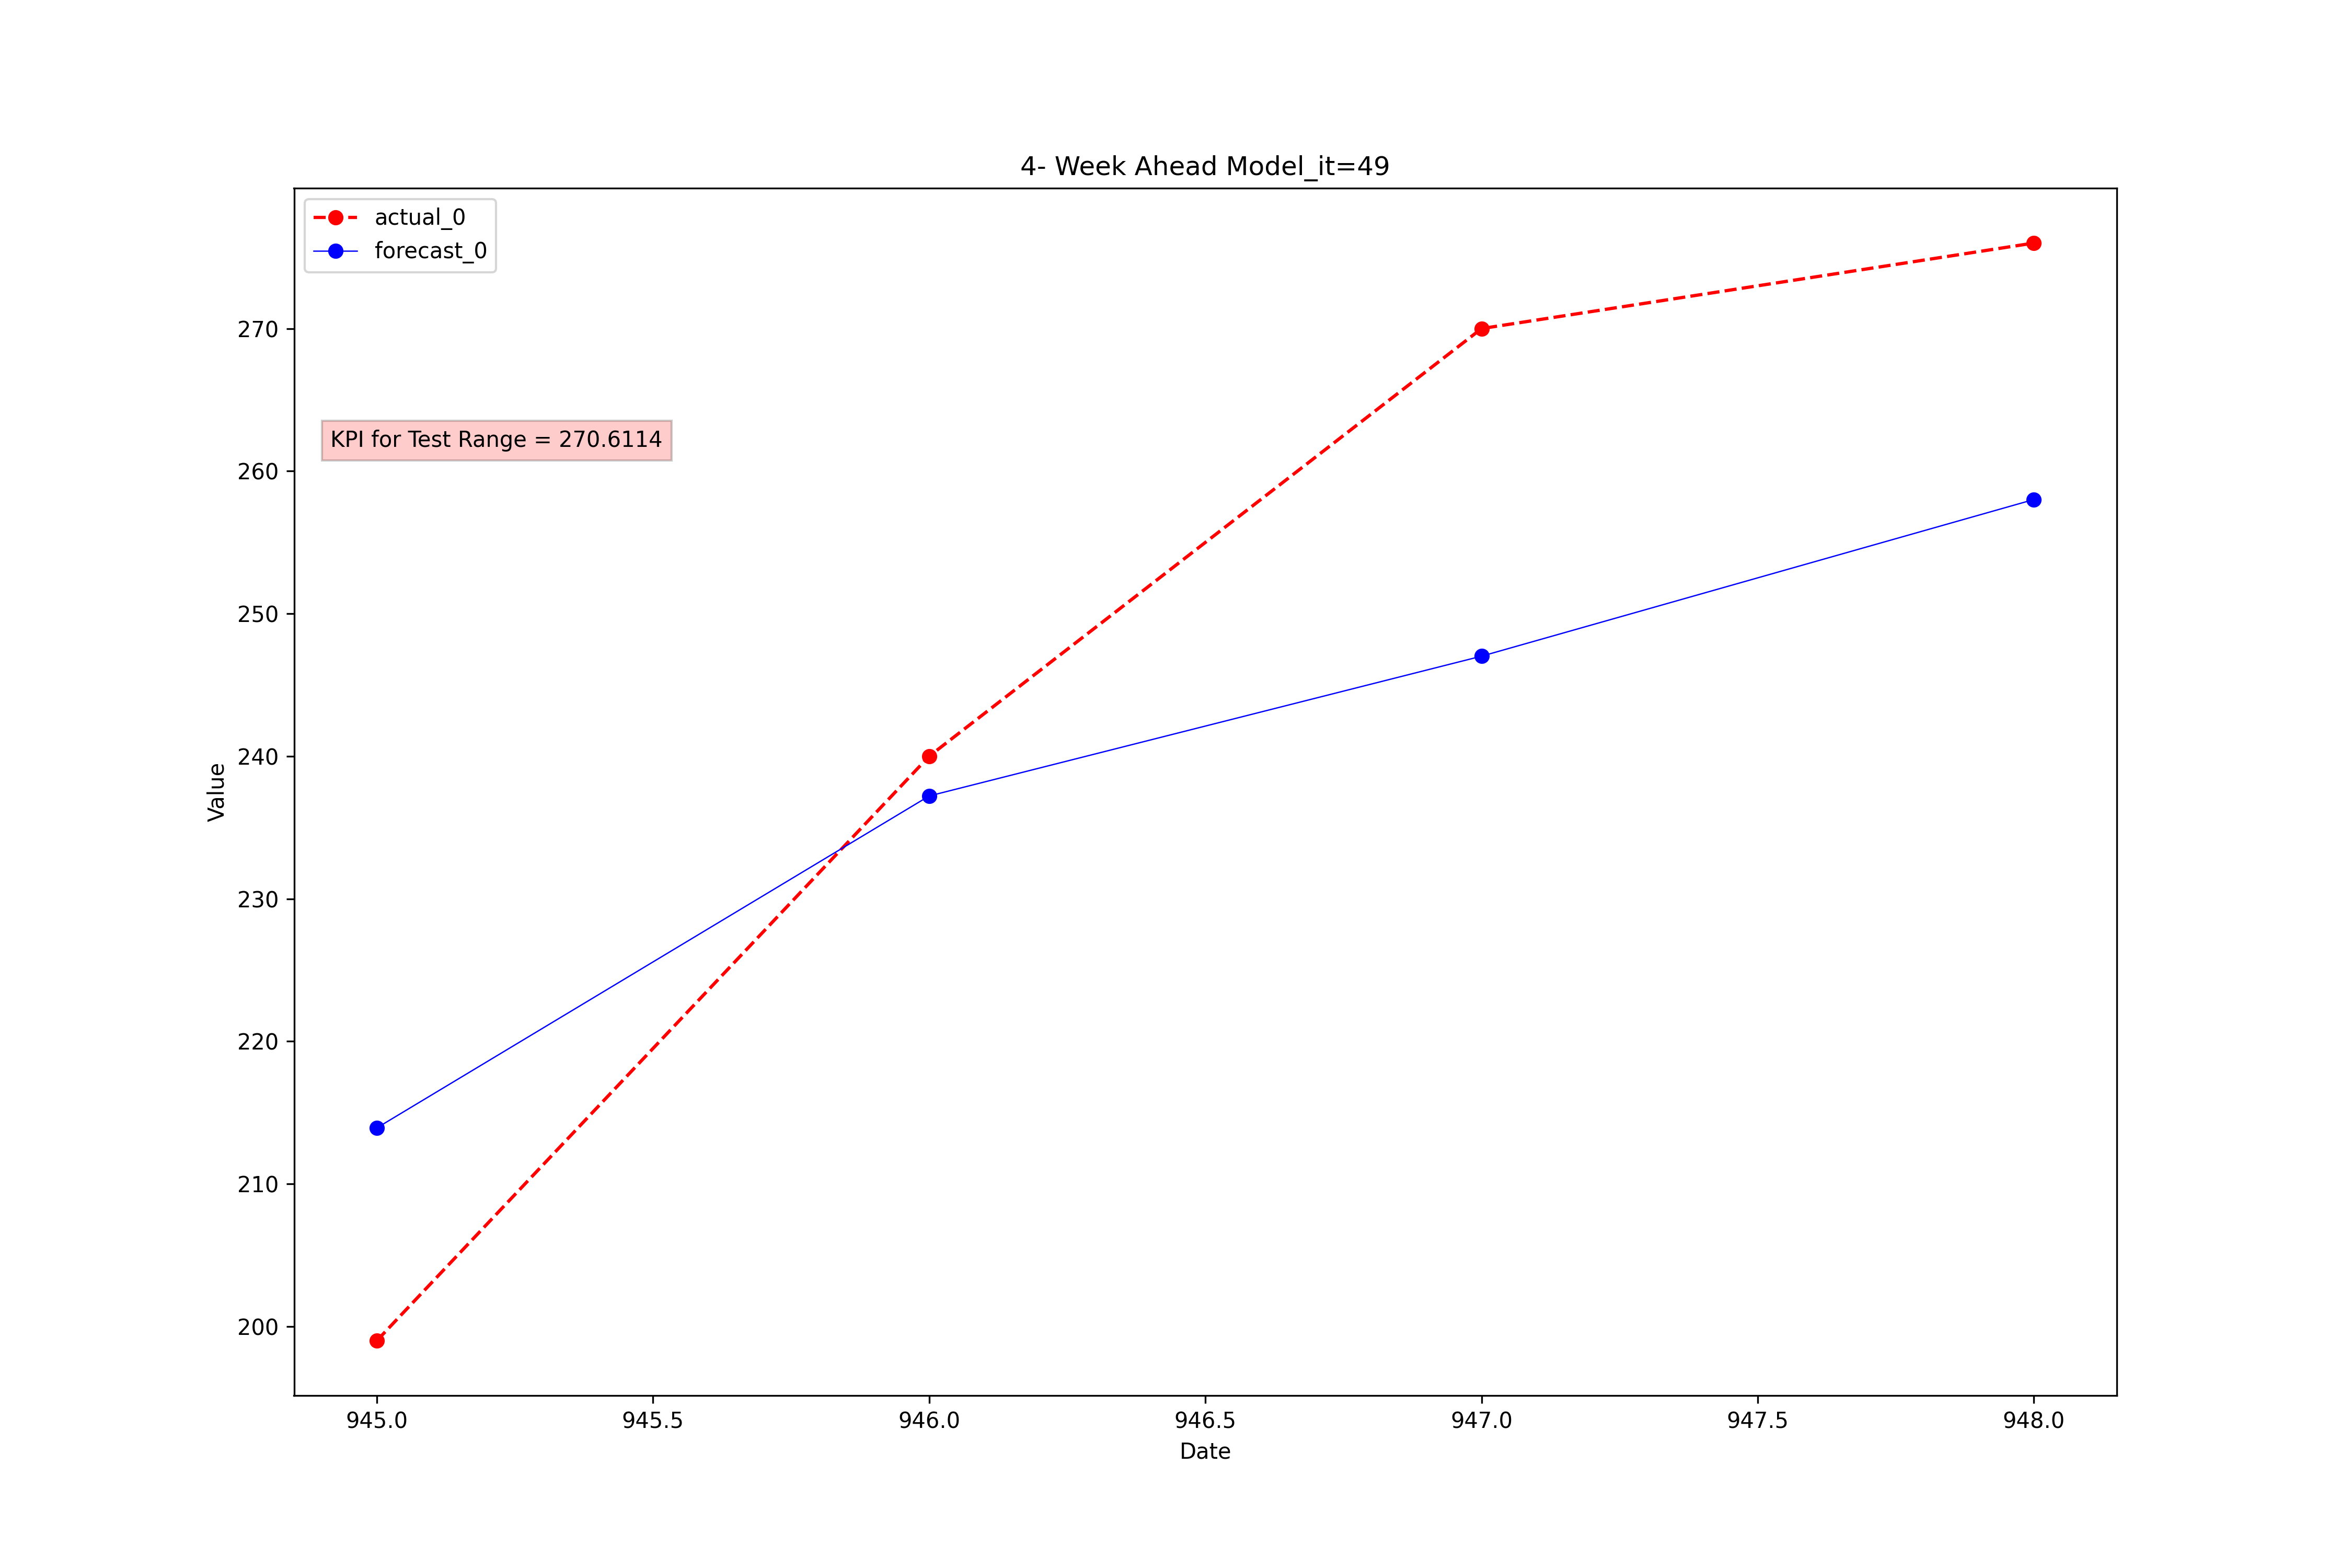 4- Week Ahead Model_it=49
actual_0
forecast_0
KPI for Test Range = 270.6114
Value
270
260
250
240
230
220
210
200
945.0 945.5 946.0 946.5 947.0 947.5 948.0
Date